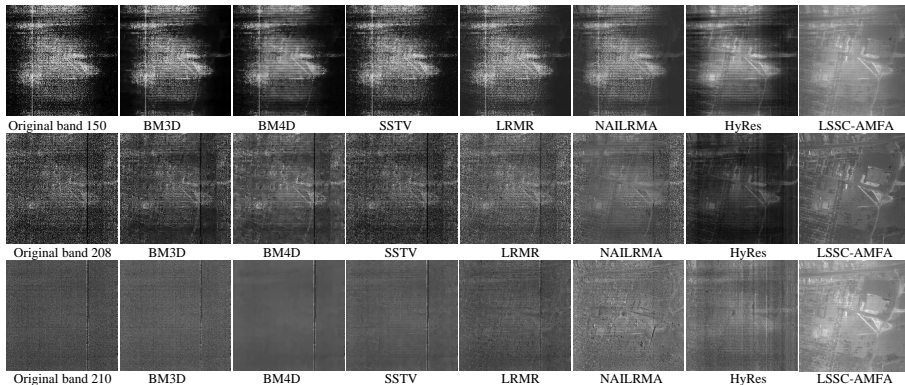 Original band 150 BM3D BM4D SSTV LRMR NAILRMA HyRes LSSC-AMFA
Original band 208 BM3D BM4D SSTV LRMR NAILRMA HyRes LSSC-AMFA
Original band 210 BM3D BM4D SSTV LRMR NAILRMA HyRes LSSC-AMFA